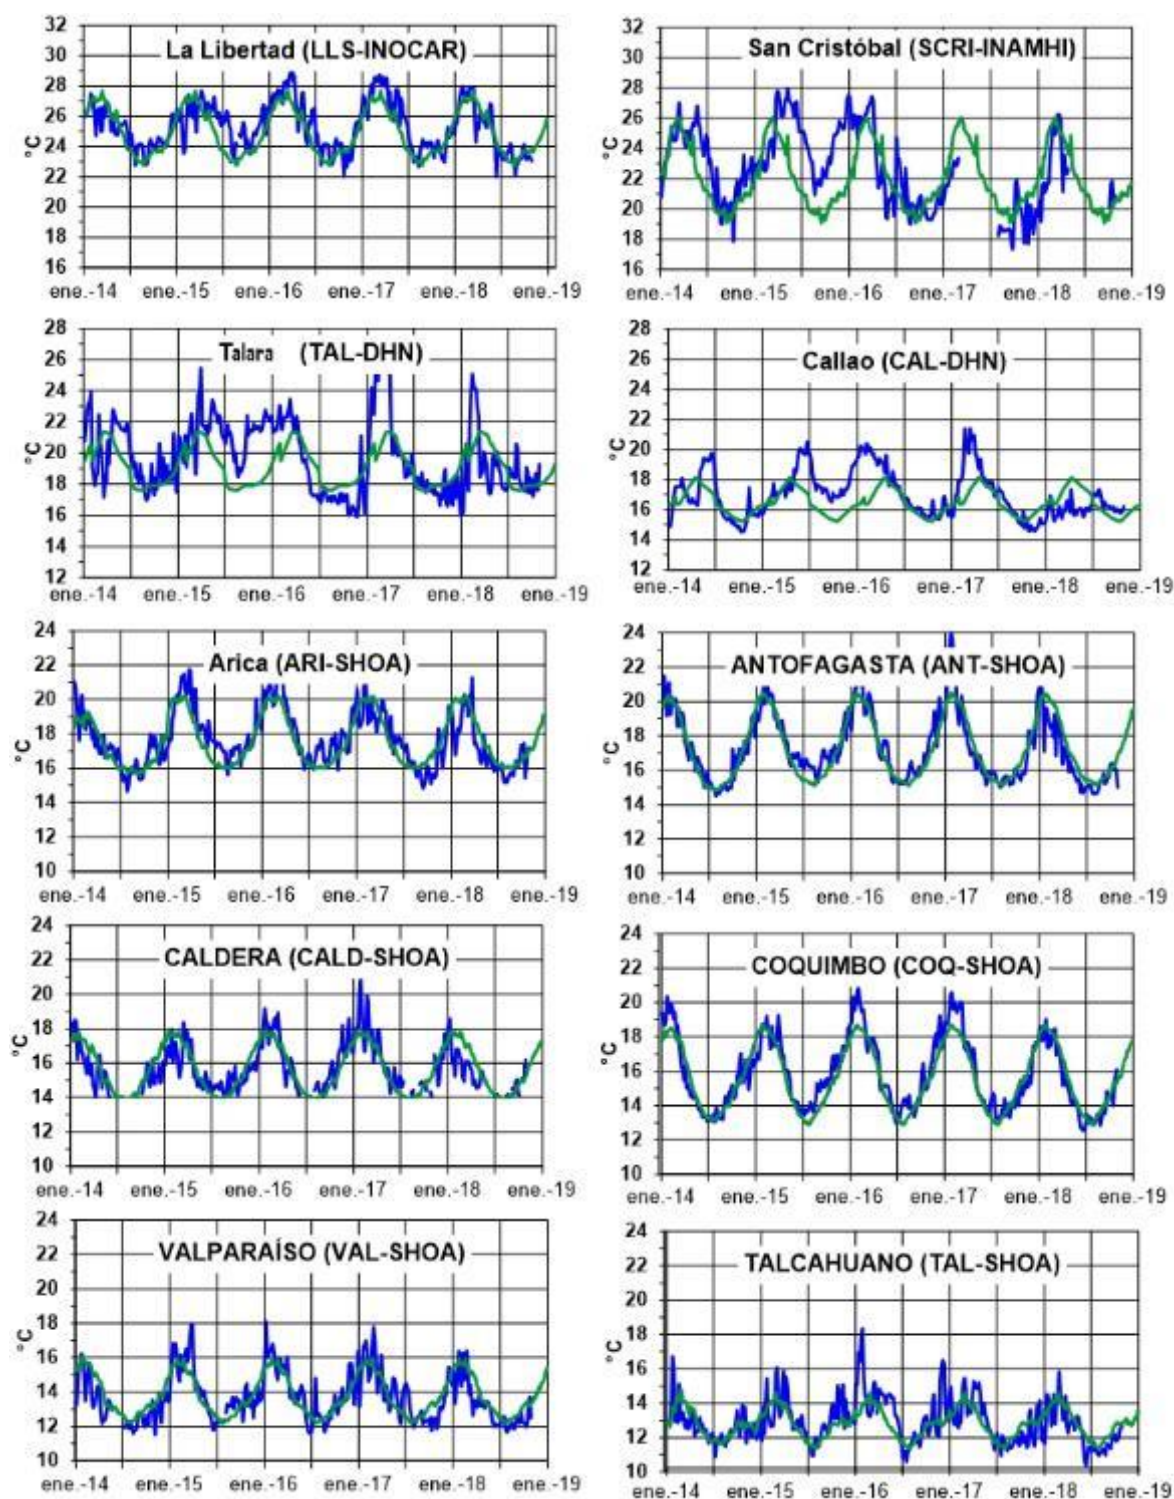 La Libertad (LLS-INOCAR)
°C
32
30
28
26
24
22
20
18
16
ene.-14 ene.-15 ene.-16 ene.-17 ene.-18 ene.-19
San Cristóbal (SCRI-INAMHI)
°C
32
30
28
26
24
22
20
18
16
ene.-14 ene.-15 ene.-16 ene.-17 ene.-18 ene.-19
Talara (TAL-DHN)
°C
28
26
24
22
20
18
16
14
12
ene.-14 ene.-15 ene.-16 ene.-17 ene.-18 ene.-19
Callao (CAL-DHN)
°C
28
26
24
22
20
18
16
14
12
ene.-14 ene.-15 ene.-16 ene.-17 ene.-18 ene.-19
Arica (ARI-SHOA)
°C
24
22
20
18
16
14
12
10
ene.-14 ene.-15 ene.-16 ene.-17 ene.-18 ene.-19
ANTOFAGASTA (ANT-SHOA)
°C
24
22
20
18
16
14
12
10
ene.-14 ene.-15 ene.-16 ene.-17 ene.-18 ene.-19
CALDERA (CALD-SHOA)
°C
24
22
20
18
16
14
12
10
ene.-14 ene.-15 ene.-16 ene.-17 ene.-18 ene.-19
COQUIMBO (COQ-SHOA)
°C
24
22
20
18
16
14
12
10
ene.-14 ene.-15 ene.-16 ene.-17 ene.-18 ene.-19
VALPARAÍSO (VAL-SHOA)
°C
24
22
20
18
16
14
12
10
ene.-14 ene.-15 ene.-16 ene.-17 ene.-18 ene.-19
TALCAHUANO (TAL-SHOA)
°C
24
22
20
18
16
14
12
10
ene.-14 ene.-15 ene.-16 ene.-17 ene.-18 ene.-19